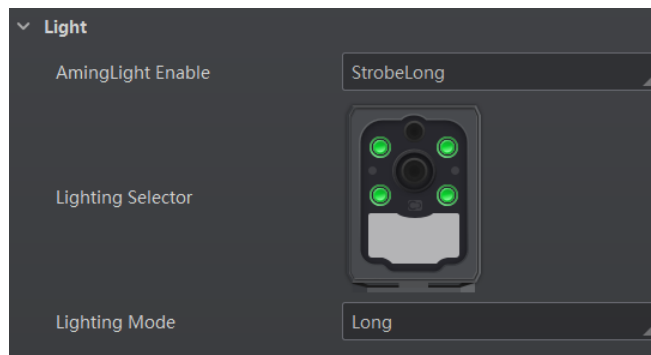 Light
AmingLight Enable
StrobeLong
Lighting Selector
Lighting Mode
Long